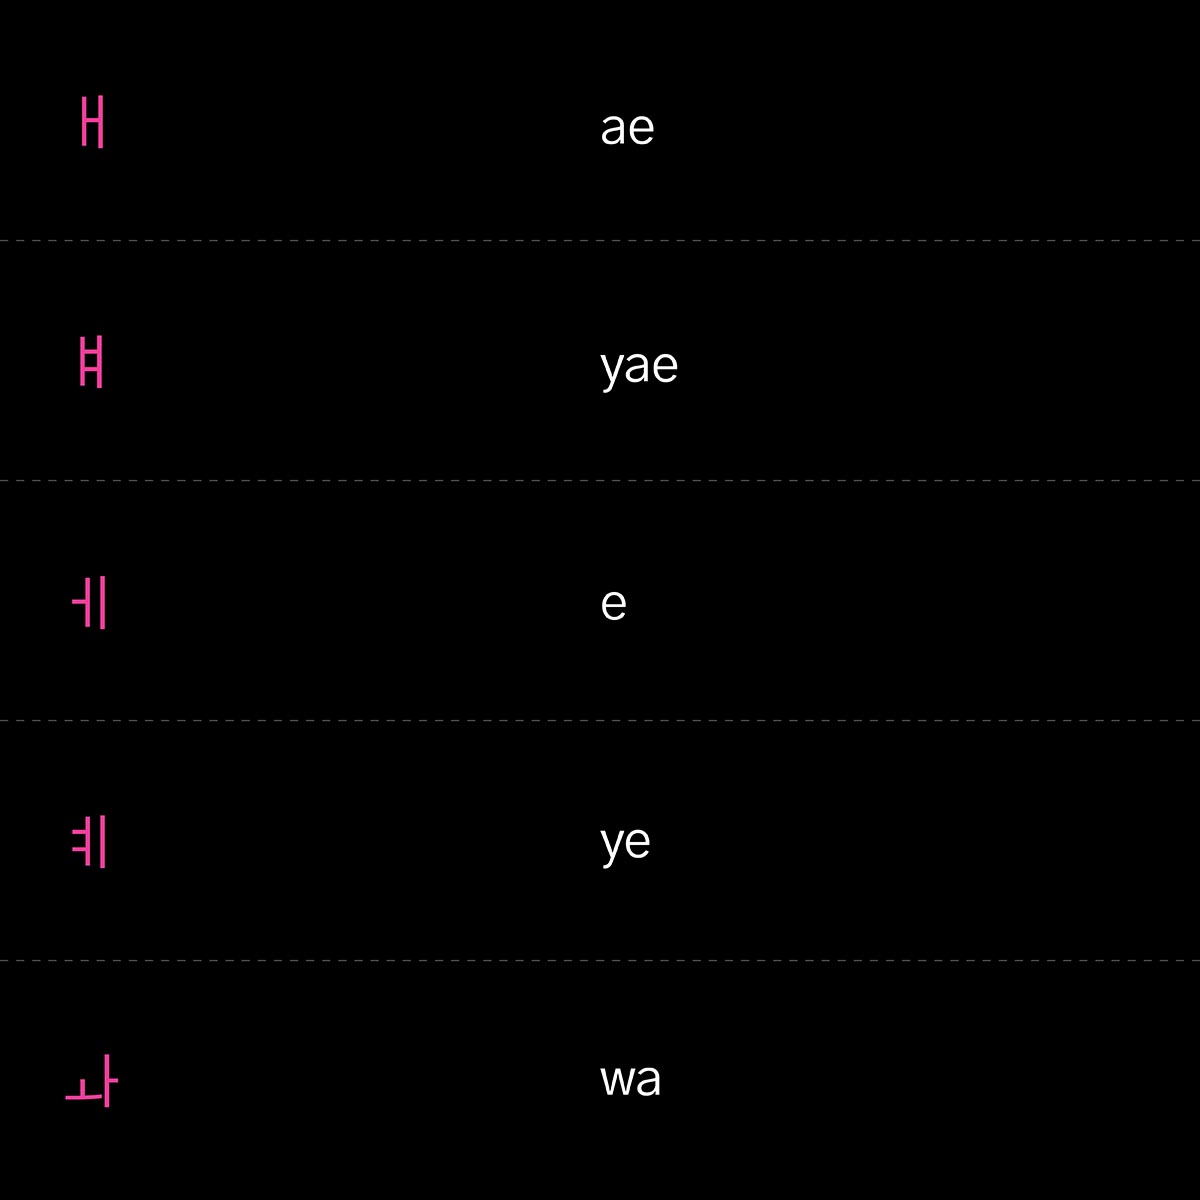 ㅐ ae
ㅒ yae
ㅔ e
ㅖ ye
ㅘ wa